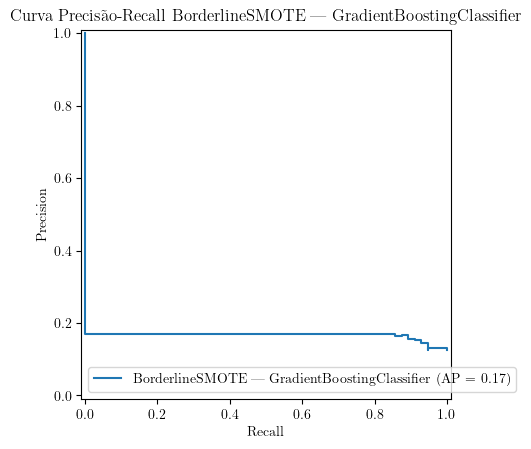 Curva Precisão-Recall BorderlineSMOTE — GradientBoostingClassifier
1.0
0.8
0.6
0.4
0.2
0.0
Precision
BorderlineSMOTE — GradientBoostingClassifier (AP = 0.17)
0.0 0.2 0.4 0.6 0.8 1.0
Recall